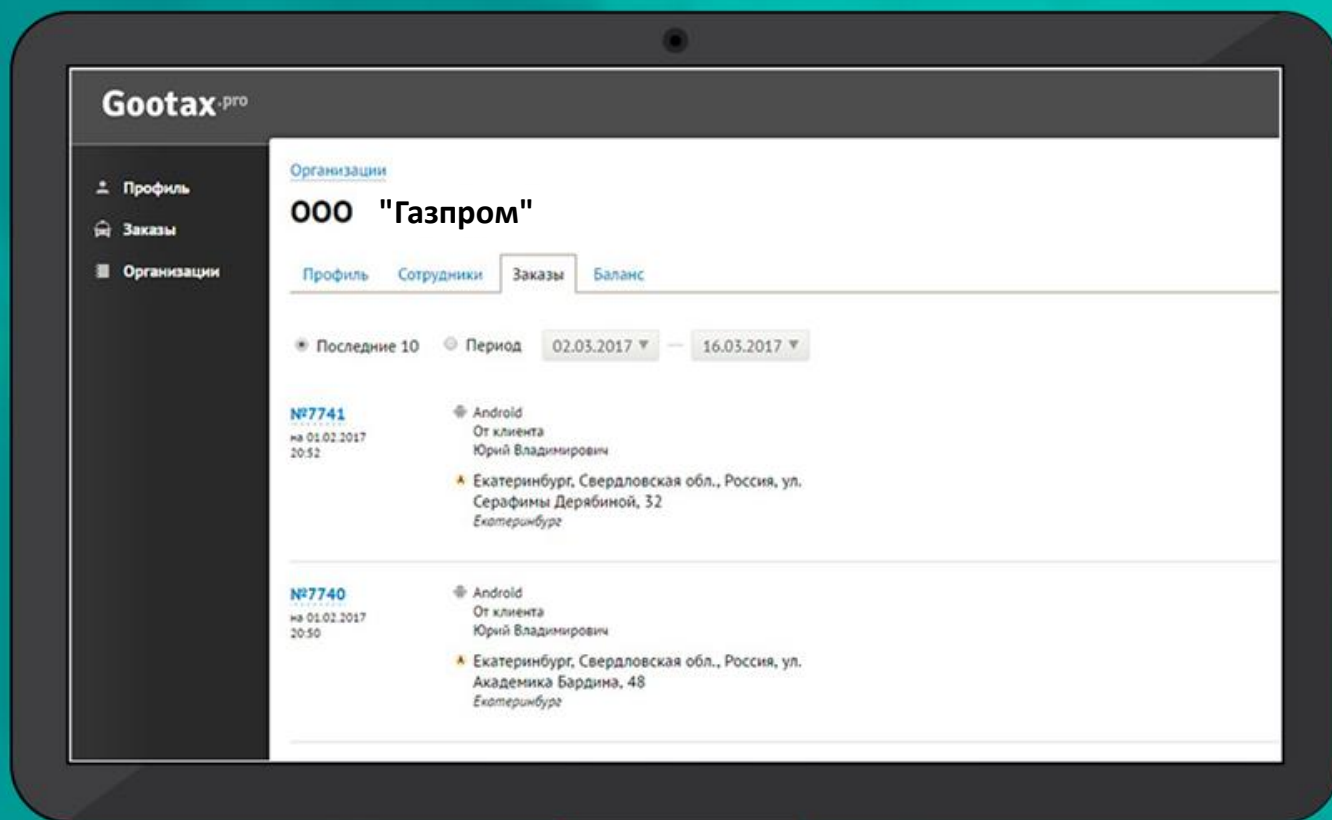 Gootax.pro
Профиль
Заказы
Организации
Организации
ООО "Газпром"
Профиль Сотрудники Заказы Баланс
Последние 10 Период 02.03.2017 — 16.03.2017
№7741
на 01.02.2017
20:52
Android
От клиента
Юрий Владимирович
А Екатеринбург, Свердловская обл., Россия, ул.
Серафимы Дерябиной, 32
Екатеринбург
№7740
на 01.02.2017
20:50
Android
От клиента
Юрий Владимирович
А Екатеринбург, Свердловская обл., Россия, ул.
Академика Бардина, 48
Екатеринбург